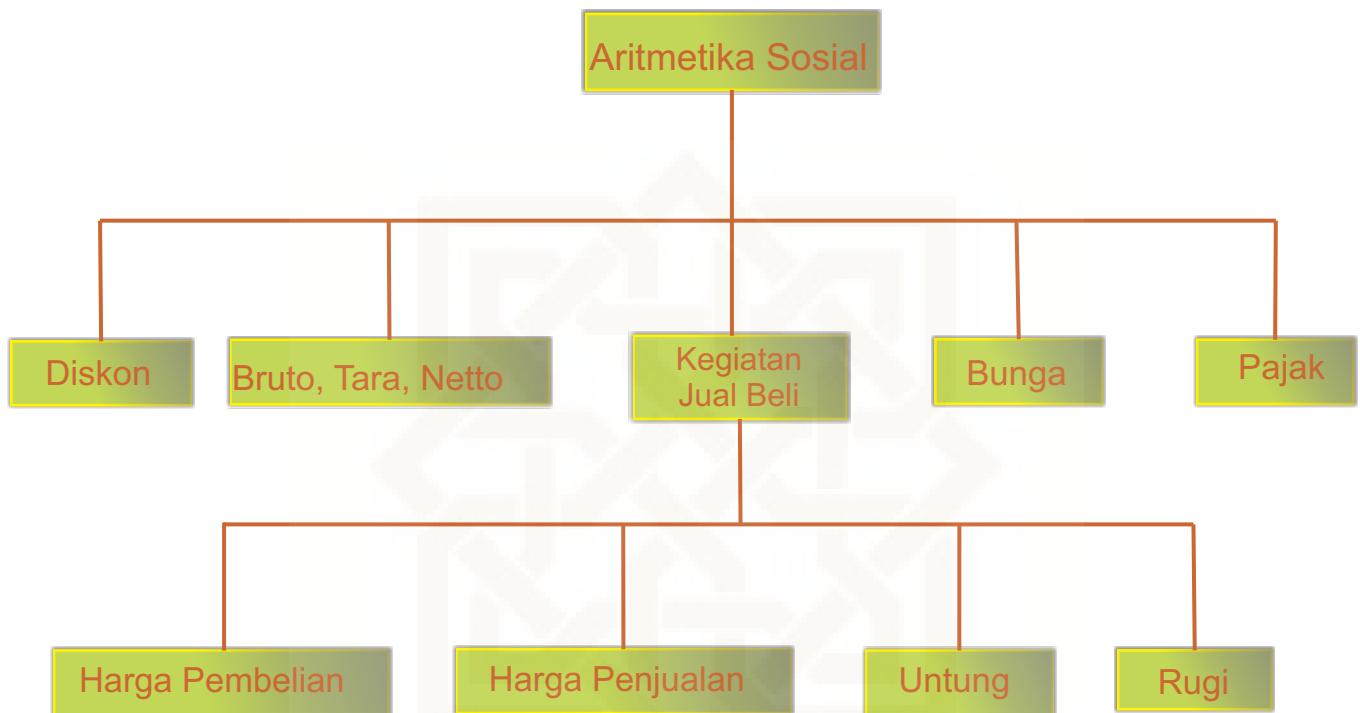 Aritmetika Sosial
Diskon
Bruto, Tara, Netto
Kegiatan
Jual Beli
Bunga
Pajak
Harga Pembelian
Harga Penjualan
Untung
Rugi